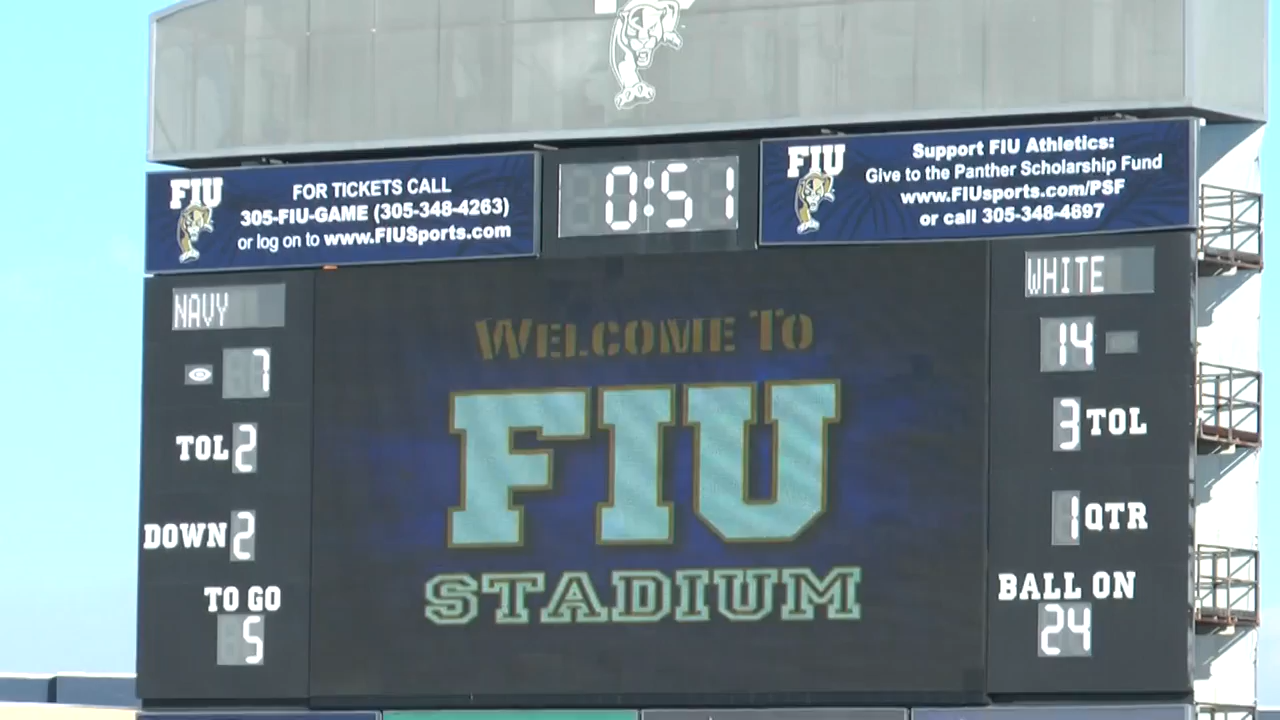 FIU
FOR TICKETS CALL
305-FIU-GAME (305-348-4263)
or log on to www.FIUSports.com
0:51
FIU
Support FIU Athletics:
Give to the Panther Scholarship Fund
www.FIUsports.com/PSF
or call 305-348-4697
NAVY
7
TOL 2
DOWN 2
TO GO
5
WELCOME TO
FIU
STADIUM
WHITE
14
3 TOL
1 QTR
BALL ON
24